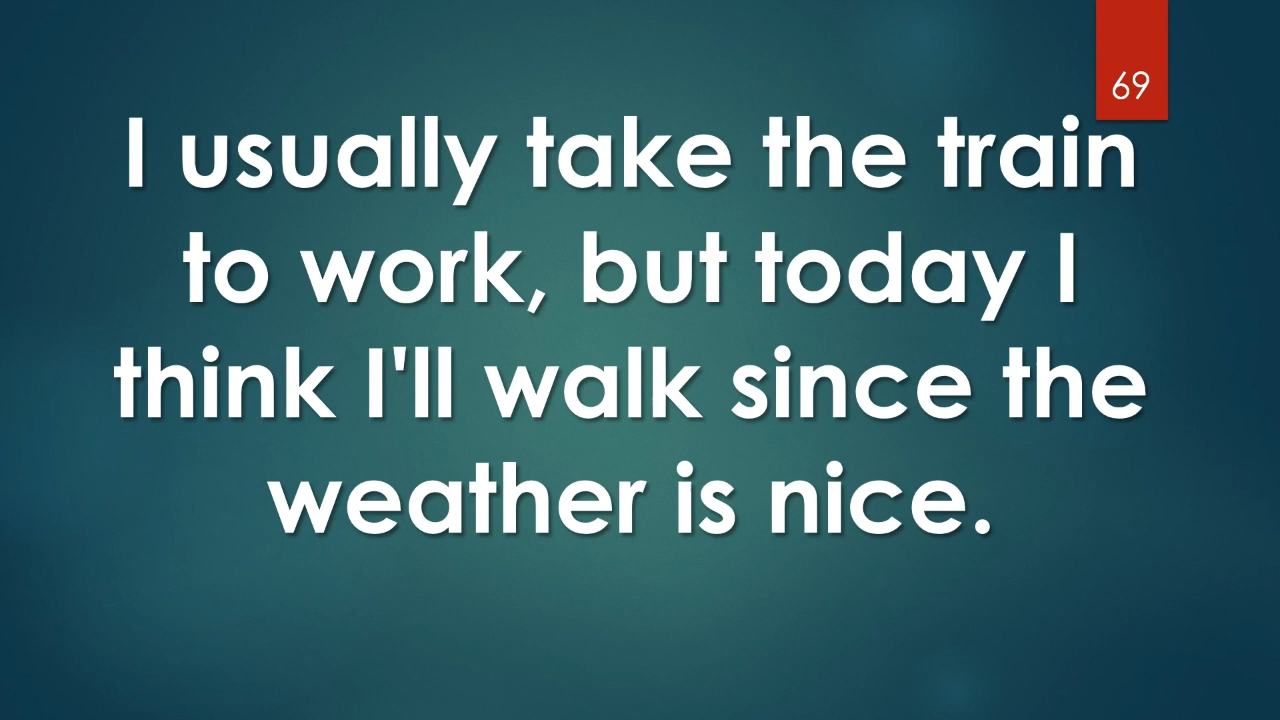 69
I usually take the train
to work, but today I
think I'll walk since the
weather is nice.